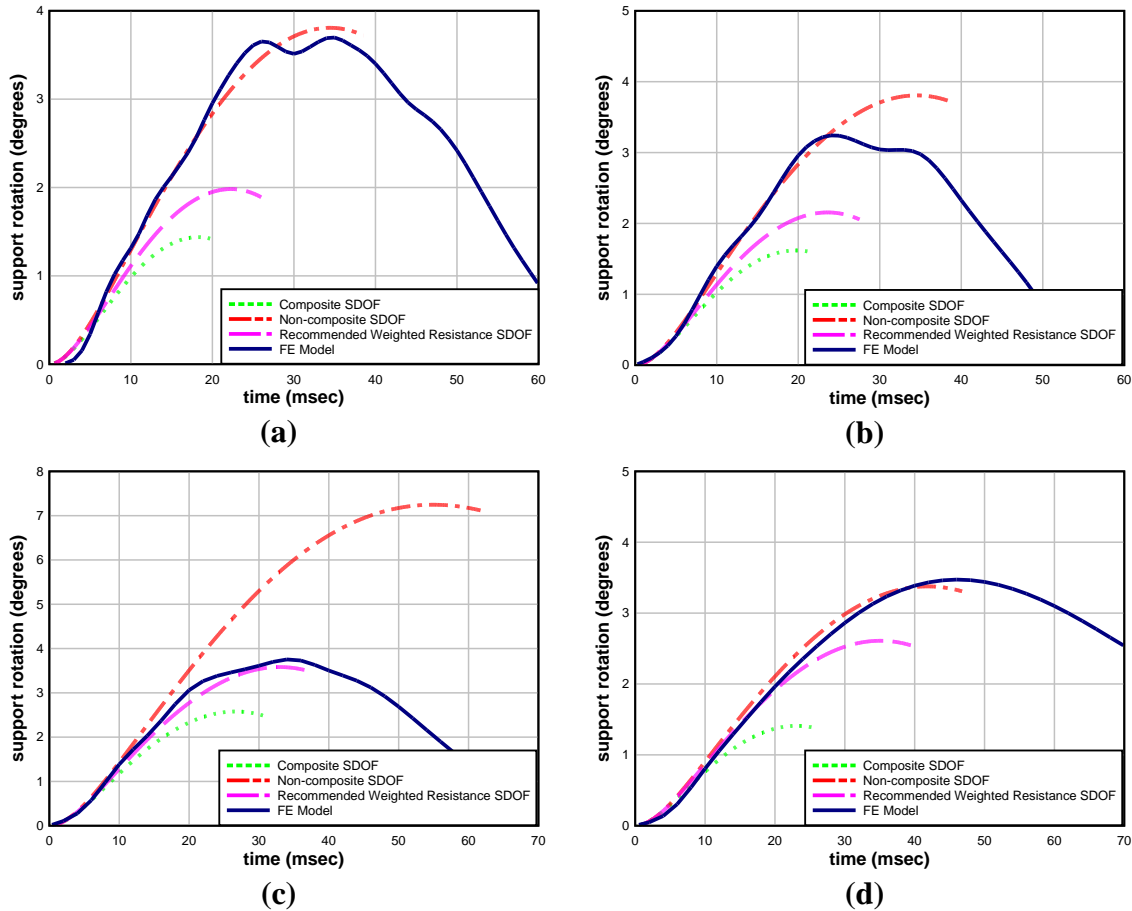 4
3
2
1
0
0 10 20 30 40 50 60
support rotation (degrees)
time (msec)
Composite SDOF
Non-composite SDOF
Recommended Weighted Resistance SDOF
FE Model
(a)
5
4
3
2
1
0
0 10 20 30 40 50 60
support rotation (degrees)
time (msec)
Composite SDOF
Non-composite SDOF
Recommended Weighted Resistance SDOF
FE Model
(b)
8
7
6
5
4
3
2
1
0
0 10 20 30 40 50 60 70
support rotation (degrees)
time (msec)
Composite SDOF
Non-composite SDOF
Recommended Weighted Resistance SDOF
FE Model
(c)
5
4
3
2
1
0
0 10 20 30 40 50 60 70
support rotation (degrees)
time (msec)
Composite SDOF
Non-composite SDOF
Recommended Weighted Resistance SDOF
FE Model
(d)